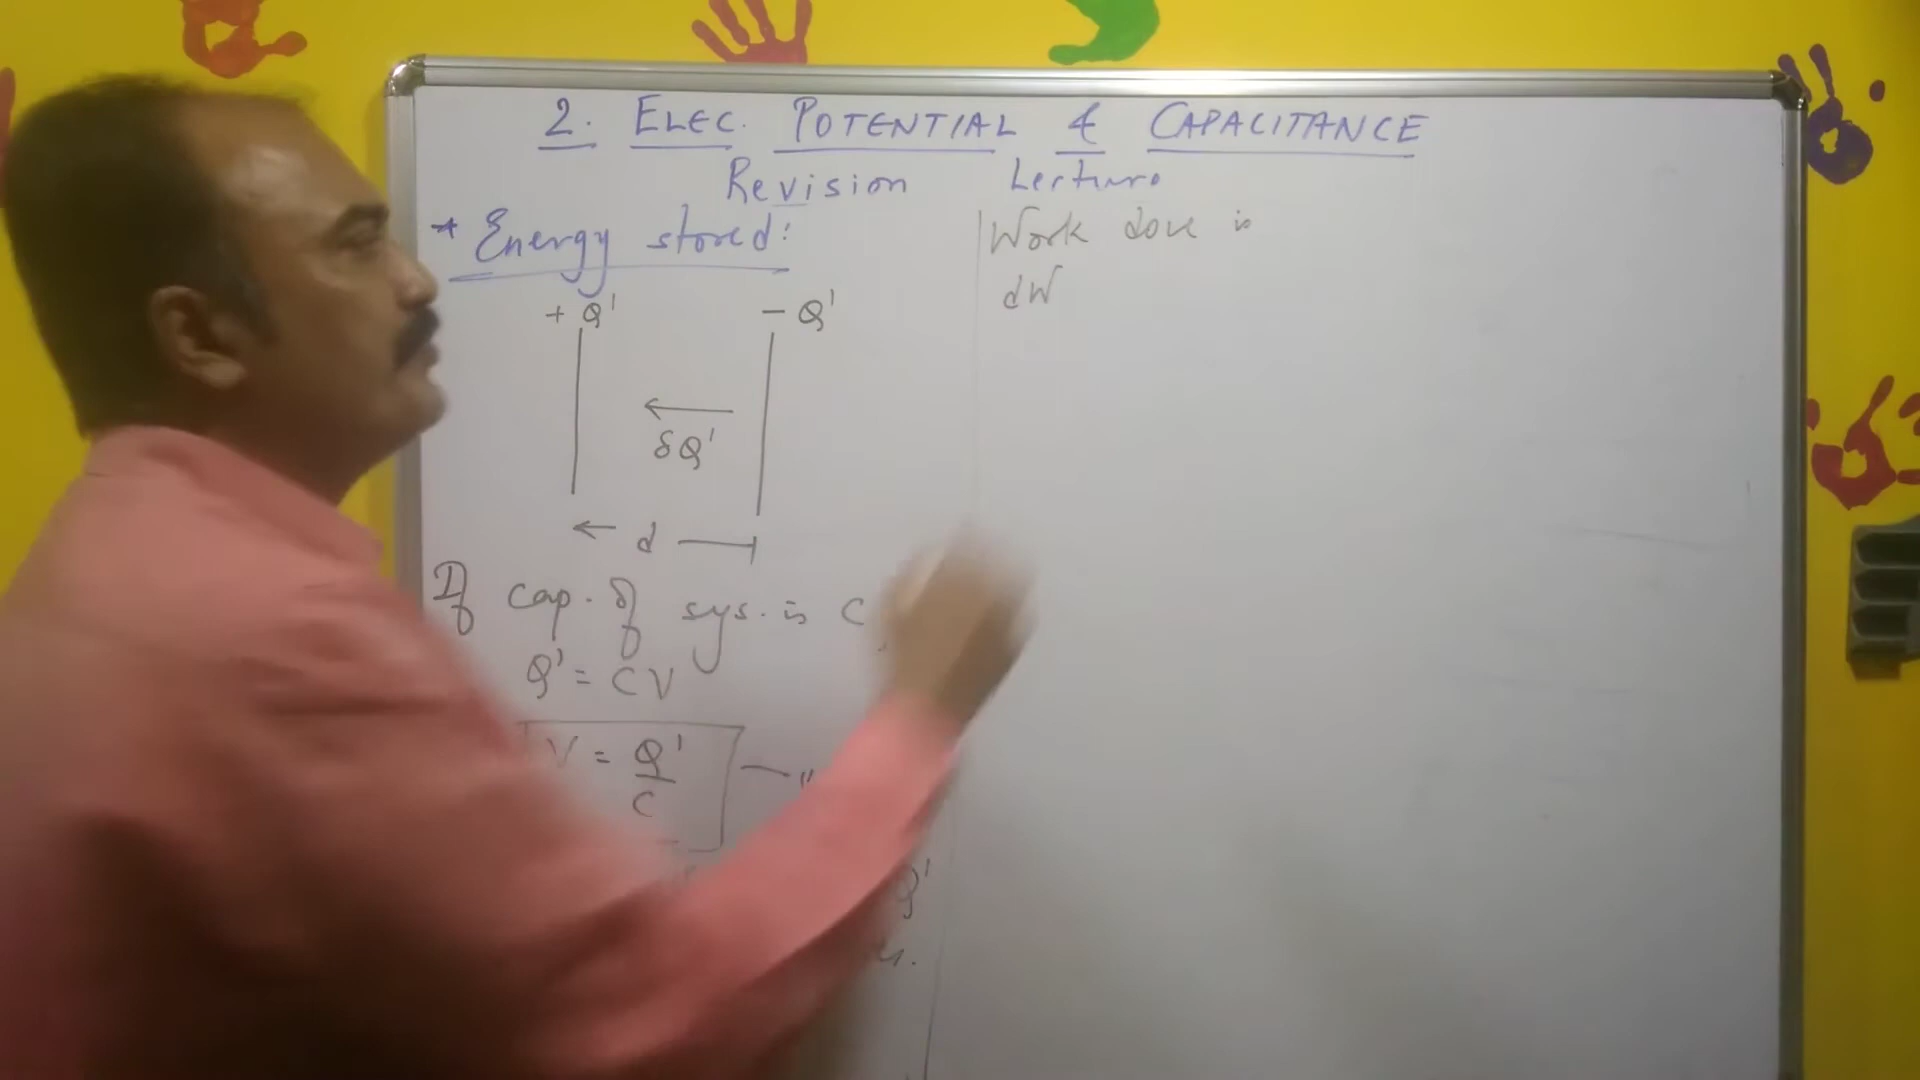 2. ELEC. POTENTIAL & CAPACITANCE
Revision Lecture
* Energy stored:
+ Q' - Q'
δQ'
d
If cap. of sys. is C
Q' = CV
V = Q'/C
Q'
Work done is
dW